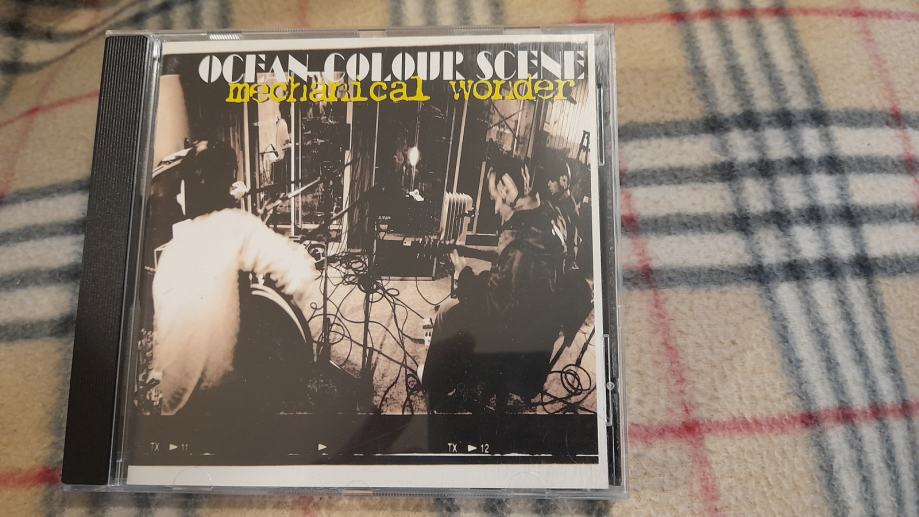 OCEAN COLOUR SCENE
mechanical wonder
TX ▶ 11 ▶ TX ▶ 12